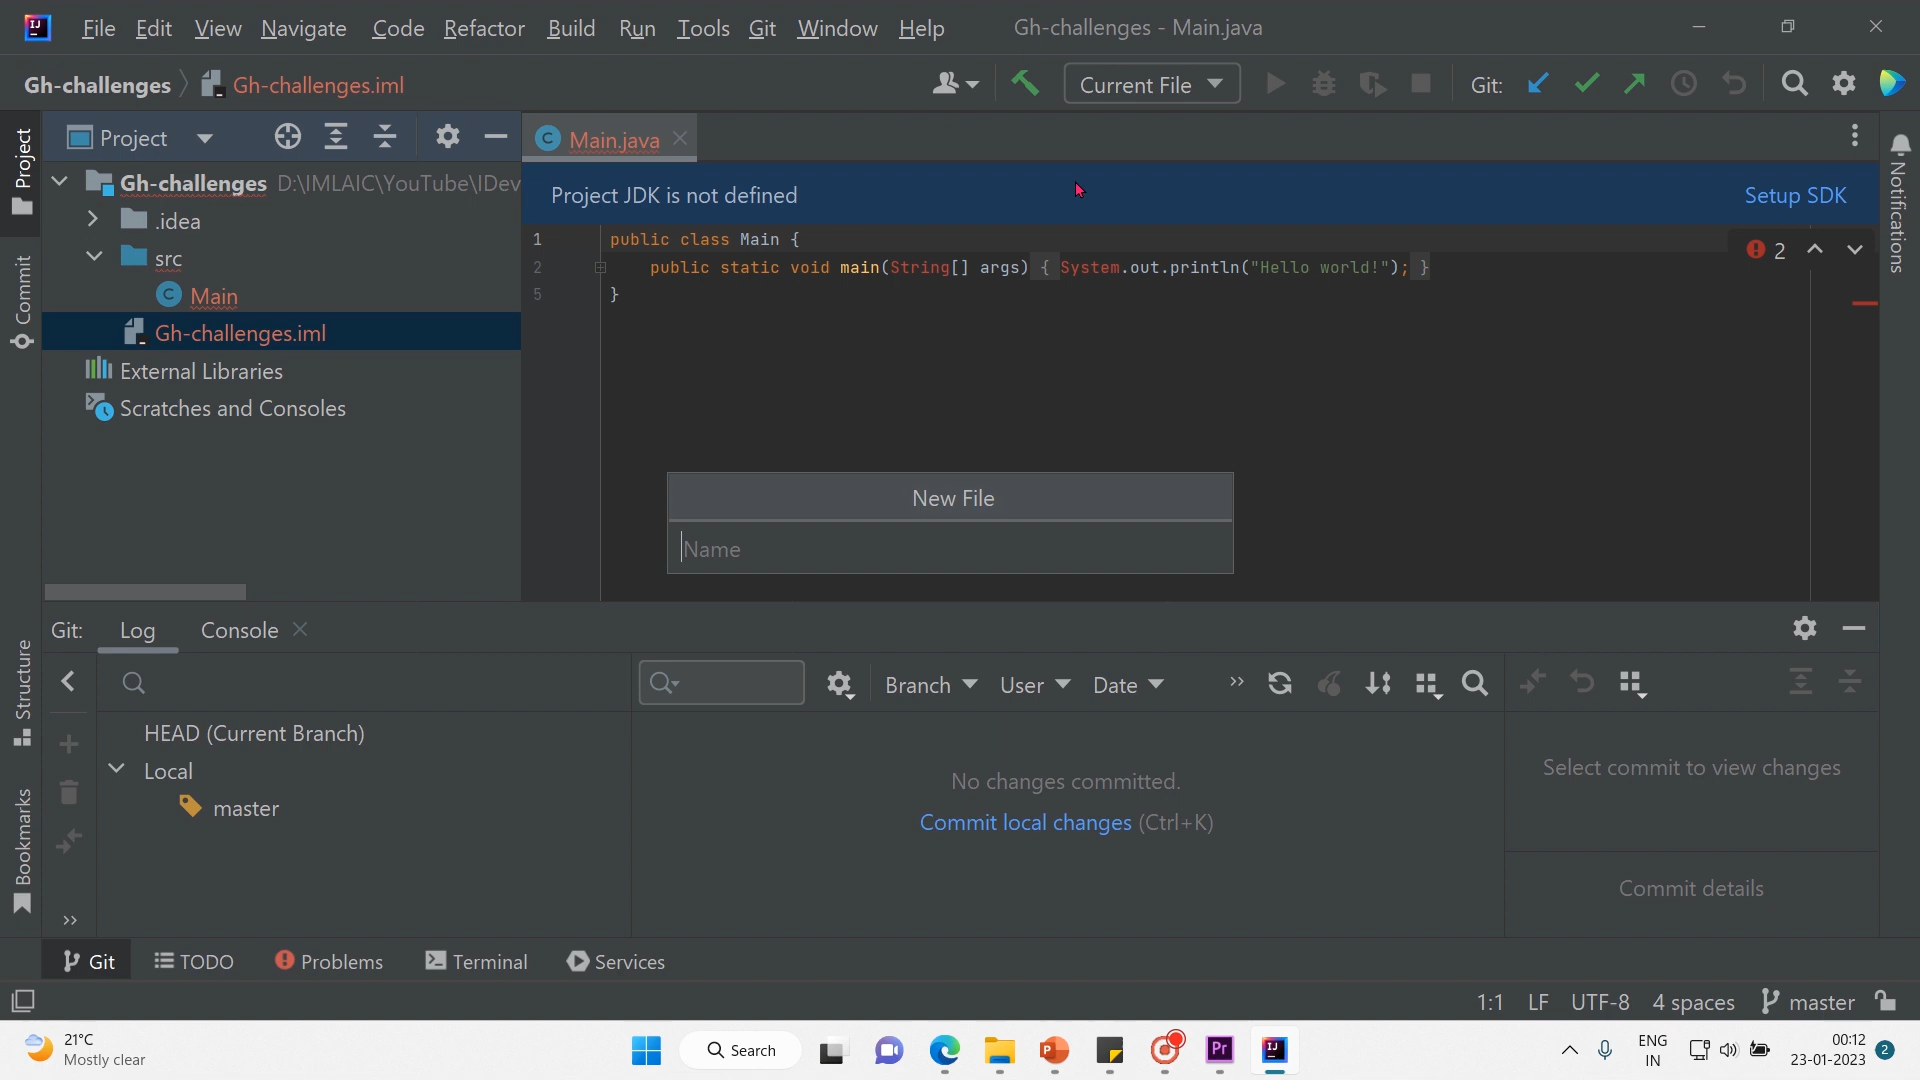 File Edit View Navigate Code Refactor Build Run Tools Git Window Help Gh-challenges - Main.java
Gh-challenges Gh-challenges.iml Current File Git:
Project
Main.java
Gh-challenges D:\IMLAIC\YouTube\IDev
Project JDK is not defined Setup SDK
.idea
src
Main
Gh-challenges.iml
External Libraries
Scratches and Consoles
1 public class Main {
2 public static void main(String[] args) { System.out.println("Hello world!"); }
5 }
2
New File
Name
Project
Commit
Structure
Bookmarks
Notifications
Git: Log Console
Branch User Date
HEAD (Current Branch)
Local
master
No changes committed.
Commit local changes (Ctrl+K)
Select commit to view changes
Commit details
Git TODO Problems Terminal Services
1:1 LF UTF-8 4 spaces master
21°C
Mostly clear
Search
ENG
IN
00:12
23-01-2023
2